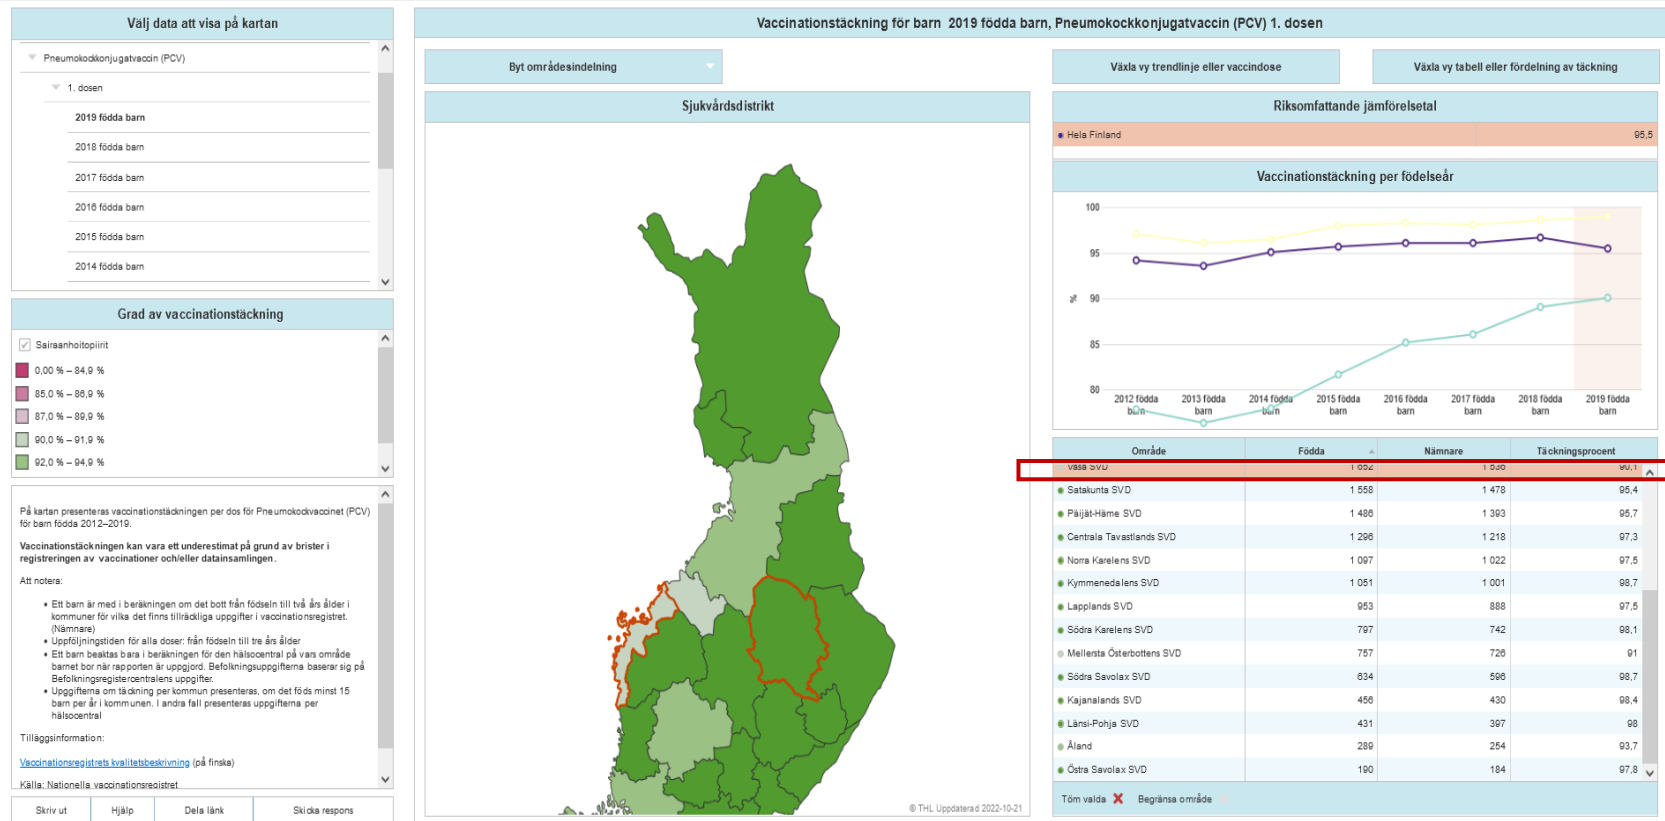 Välj data att visa på kartan
Pneumokockkonjugatvaccin (PCV)
1. dosen
2019 födda barn
2018 födda barn
2017 födda barn
2016 födda barn
2015 födda barn
2014 födda barn
Grad av vaccinationstäckning
Sairaanhoitopiirit
0,00 % – 84,9 %
85,0 % – 86,9 %
87,0 % – 89,9 %
90,0 % – 91,9 %
92,0 % – 94,9 %
På kartan presenteras vaccinationstäckningen per dos för Pneumokockvaccinet (PCV)
för barn födda 2012–2019.
Vaccinationstäckningen kan vara ett underestimat på grund av brister i
registreringen av vaccinationer och/eller datainsamlingen.
Att notera:
• Ett barn är med i beräkningen om det bott från födseln till två års ålder i
kommuner för vilka det finns tillräckliga uppgifter i vaccinationsregistret.
(Nämnare)
• Uppföljningstiden för alla doser: från födseln till tre års ålder
• Ett barn beaktas bara i beräkningen för den hälsocentral på vars område
barnet bor när rapporten är uppgjord. Befolkningsuppgifterna baserar sig på
Befolkningsregistercentralens uppgifter.
• Uppgifterna om täckning per kommun presenteras, om det föds minst 15
barn per år i kommunen. I andra fall presenteras uppgifterna per
hälsocentral
Tilläggsinformation:
Vaccinationsregistrets kvalitetsbeskrivning (på finska)
Källa: Nationella vaccinationsregistret
Skriv ut Hjälp Dela länk Skicka respons
Vaccinationstäckning för barn 2019 födda barn, Pneumokockkonjugatvaccin (PCV) 1. dosen
Byt områdesindelning
Sjukvårdsdistrikt
© THL Uppdaterad 2022-10-21
Växla vy trendlinje eller vaccindose Växla vy tabell eller fördelning av täckning
Riksomfattande jämförelsetal
Hela Finland 95,5
Vaccinationstäckning per födelseår
100
95
% 90
85
80
2012 födda 2013 födda 2014 födda 2015 födda 2016 födda 2017 födda 2018 födda 2019 födda
barn barn barn barn barn barn barn barn
Område Födda Nämnare Täckningsprocent
Vasa SVD 1 652 1 536 90,1
Satakunta SVD 1 558 1 478 95,4
Päijät-Häme SVD 1 486 1 393 95,7
Centrala Tavastlands SVD 1 296 1 218 97,3
Norra Karelens SVD 1 097 1 022 97,5
Kymmenedalens SVD 1 051 1 001 98,7
Lapplands SVD 953 888 97,5
Södra Karelens SVD 797 742 98,1
Mellersta Österbottens SVD 757 726 91
Södra Savolax SVD 634 596 98,7
Kajanalands SVD 456 430 98,4
Länsi-Pohja SVD 431 397 98
Åland 289 254 93,7
Östra Savolax SVD 190 184 97,8
Töm valda Begränsa område